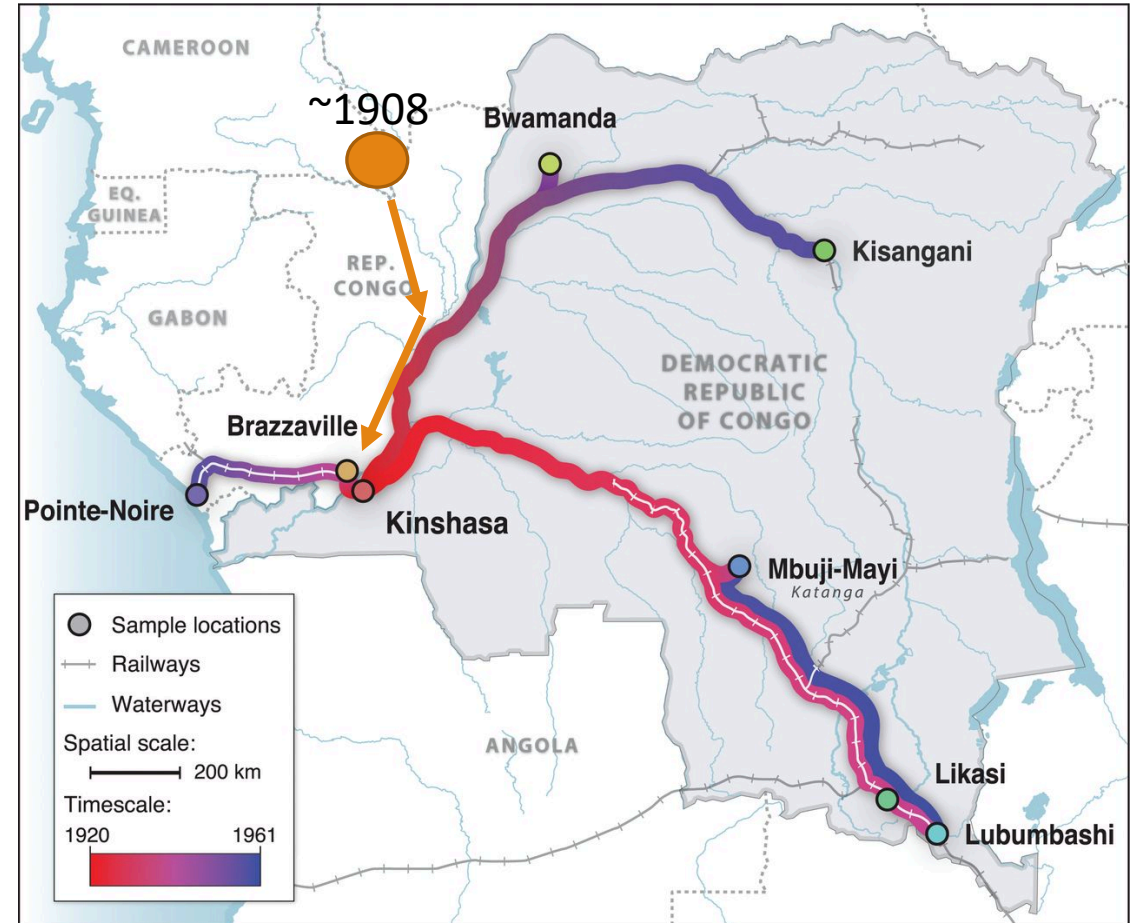 CAMEROON
~1908
Bwamanda
EQ.
GUINEA
REP.
CONGO
Kisangani
GABON
DEMOCRATIC
REPUBLIC
OF CONGO
Brazzaville
Pointe-Noire
Kinshasa
Mbuji-Mayi
Katanga
Sample locations
Railways
Waterways
Spatial scale:
200 km
Timescale:
1920 1961
ANGOLA
Likasi
Lubumbashi